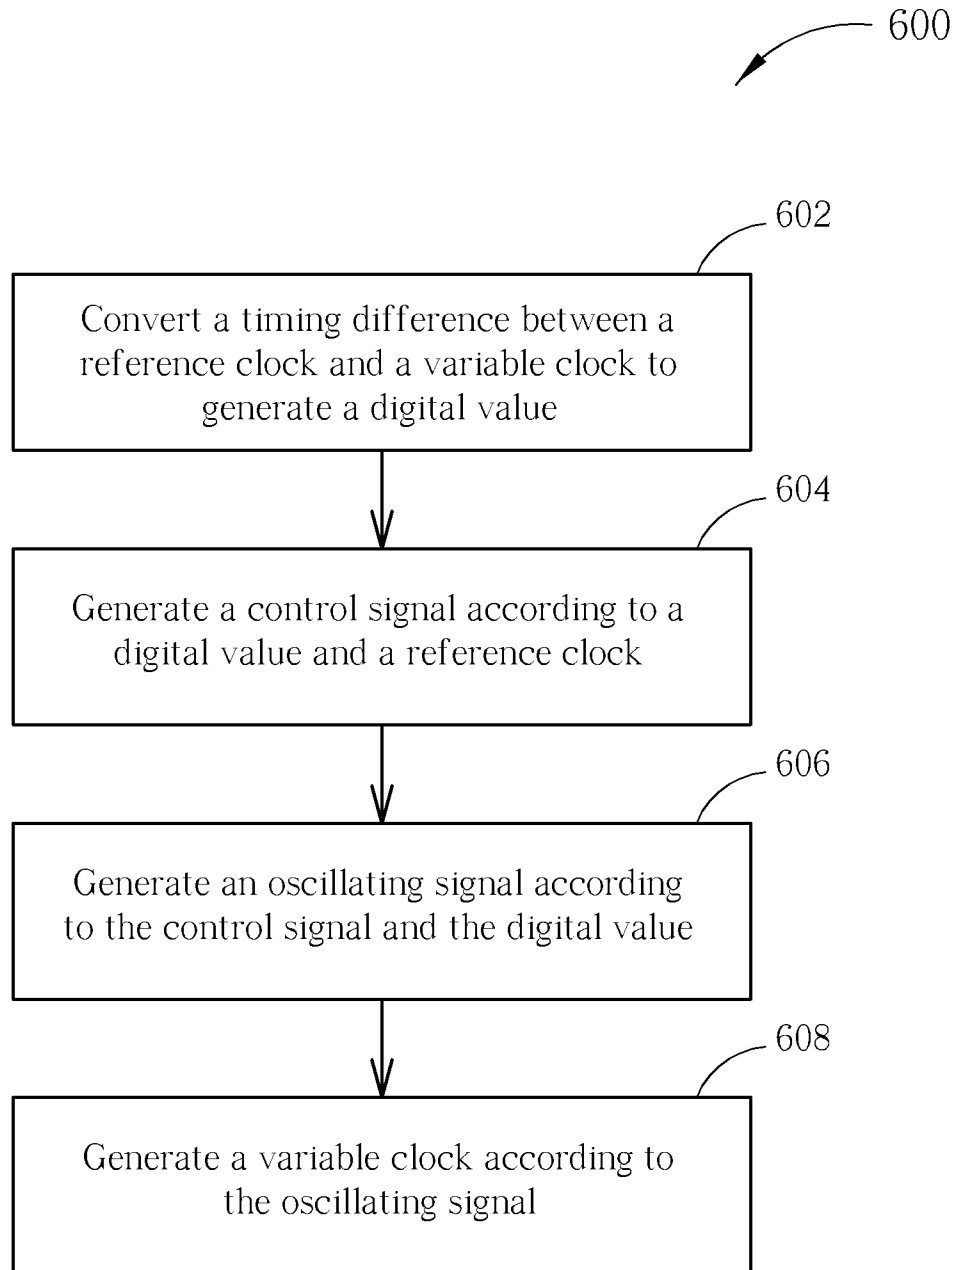 600
602
Convert a timing difference between a
reference clock and a variable clock to
generate a digital value
604
Generate a control signal according to a
digital value and a reference clock
606
Generate an oscillating signal according
to the control signal and the digital value
608
Generate a variable clock according to
the oscillating signal